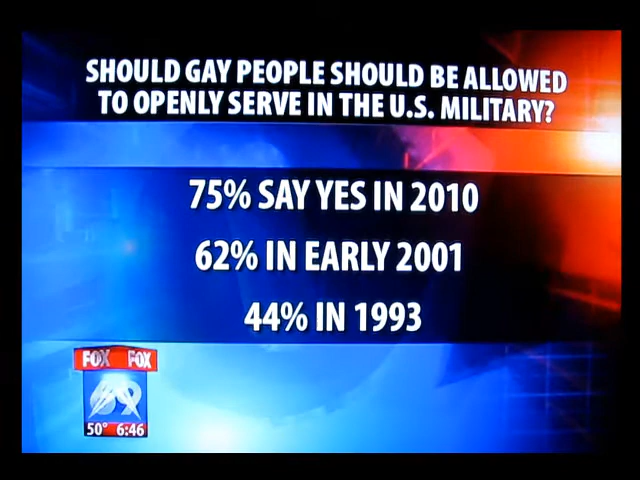 SHOULD GAY PEOPLE SHOULD BE ALLOWED
TO OPENLY SERVE IN THE U.S. MILITARY?
75% SAY YES IN 2010
62% IN EARLY 2001
44% IN 1993
FOX FOX
69
50° 6:46